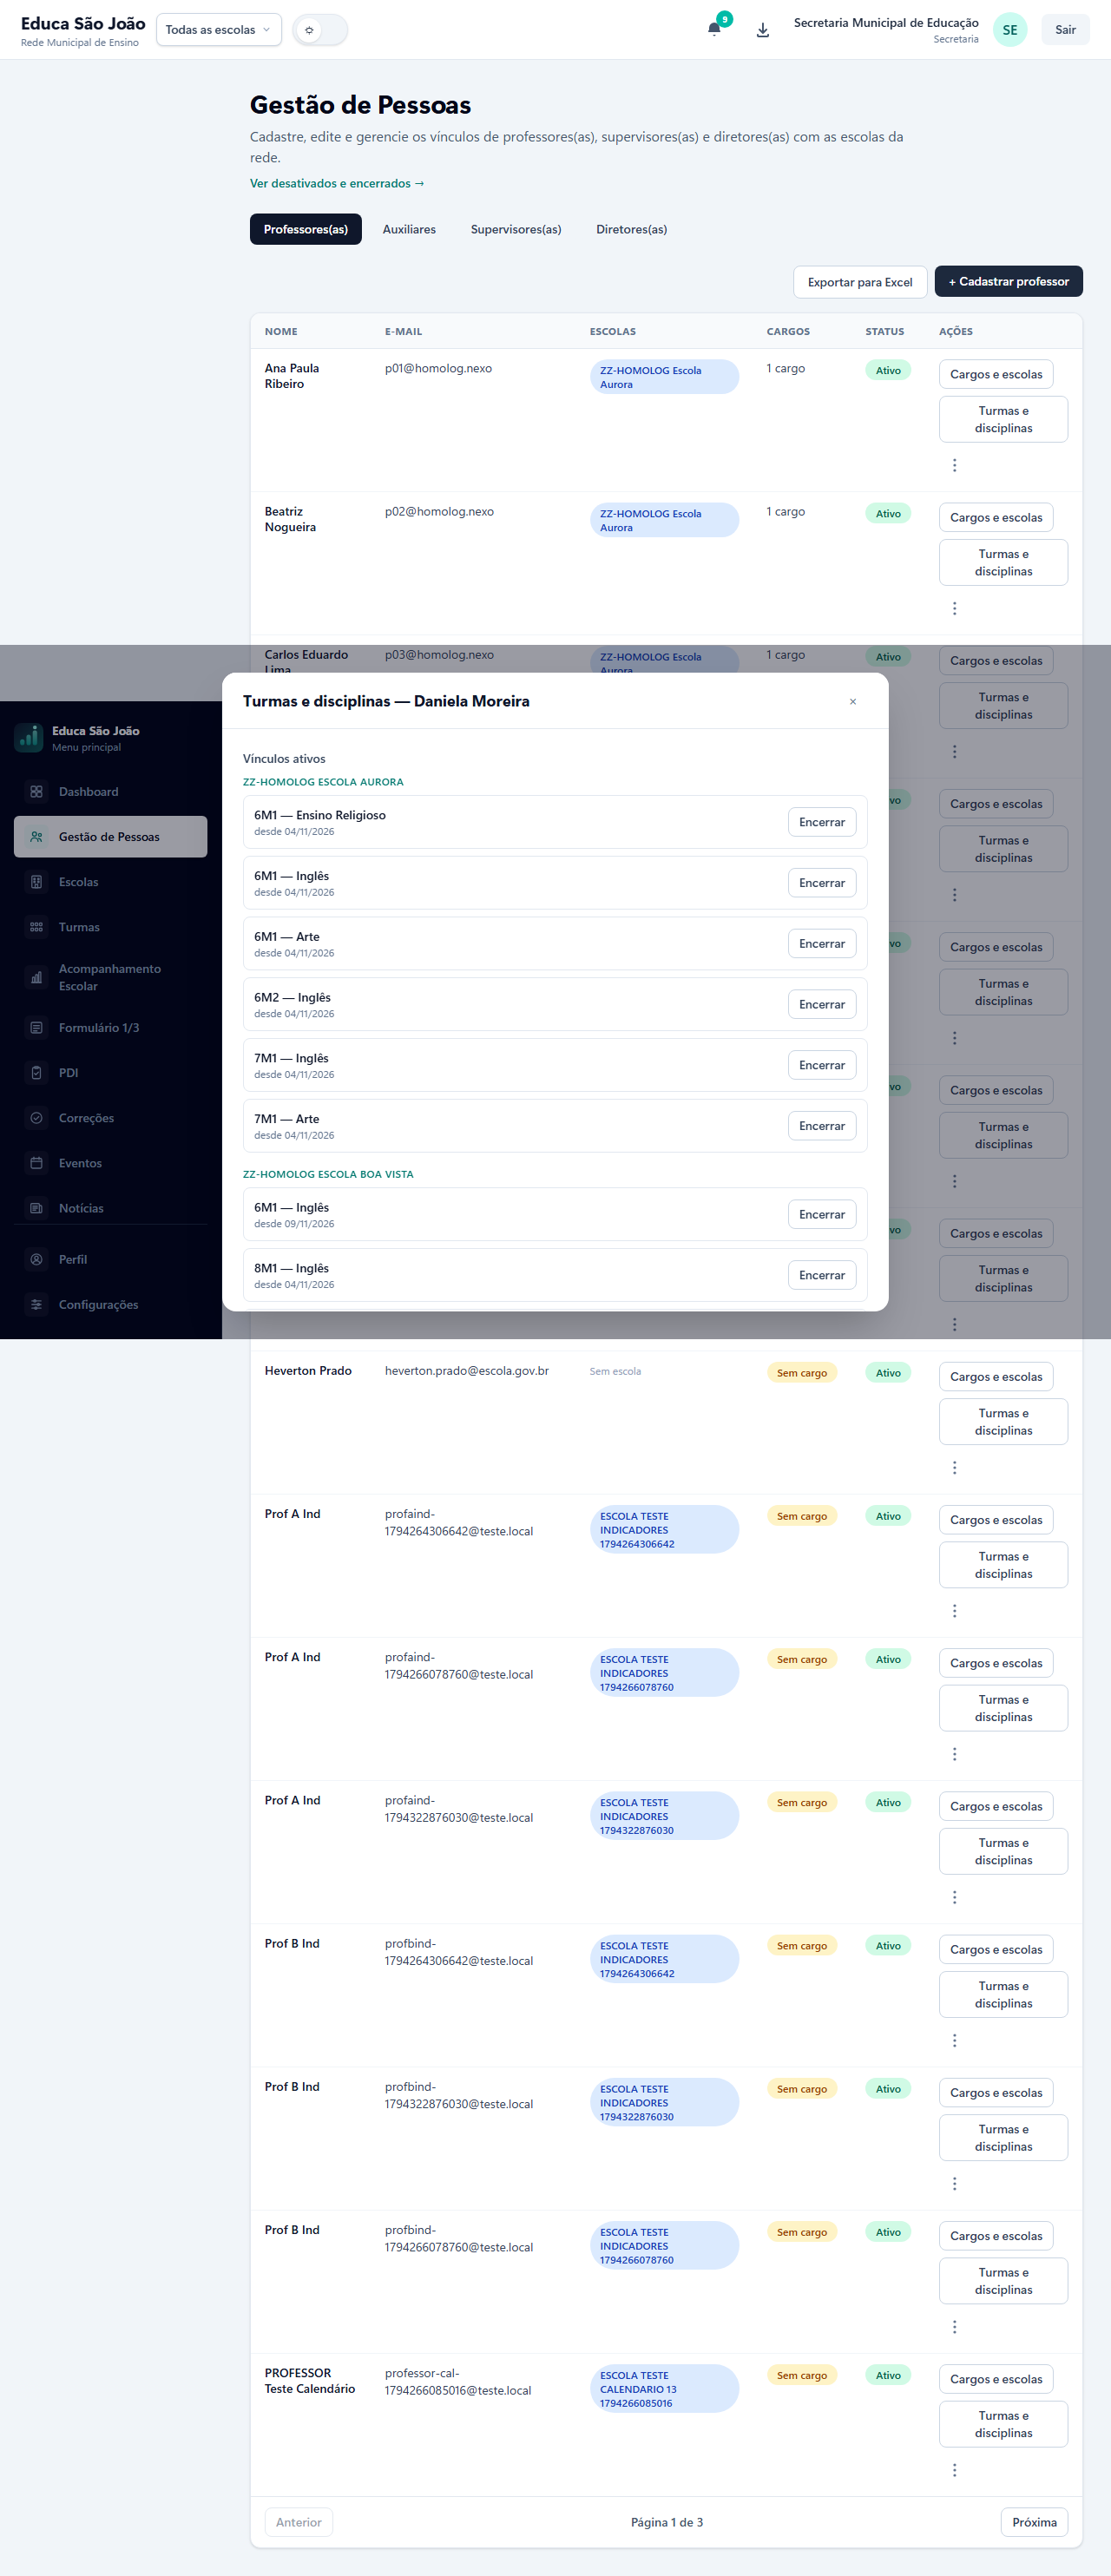 Educa São João
Rede Municipal de Ensino
Todas as escolas
9
Secretaria Municipal de Educação
Secretaria
SE
Sair
Gestão de Pessoas
Cadastre, edite e gerencie os vínculos de professores(as), supervisores(as) e diretores(as) com as escolas da
rede.
Ver desativados e encerrados →
Professores(as)
Auxiliares
Supervisores(as)
Diretores(as)
Exportar para Excel
+ Cadastrar professor
NOME
E-MAIL
ESCOLAS
CARGOS
STATUS
AÇÕES
Ana Paula
Ribeiro
p01@homolog.nexo
ZZ-HOMOLOG Escola
Aurora
1 cargo
Ativo
Cargos e escolas
Turmas e
disciplinas
Beatriz
Nogueira
p02@homolog.nexo
ZZ-HOMOLOG Escola
Aurora
1 cargo
Ativo
Cargos e escolas
Turmas e
disciplinas
Carlos Eduardo
Lima
p03@homolog.nexo
ZZ-HOMOLOG Escola
Aurora
1 cargo
Ativo
Cargos e escolas
Turmas e
disciplinas
Educa São João
Menu principal
Dashboard
Gestão de Pessoas
Escolas
Turmas
Acompanhamento
Escolar
Formulário 1/3
PDI
Correções
Eventos
Notícias
Perfil
Configurações
Turmas e disciplinas — Daniela Moreira
×
Vínculos ativos
ZZ-HOMOLOG ESCOLA AURORA
6M1 — Ensino Religioso
desde 04/11/2026
Encerrar
6M1 — Inglês
desde 04/11/2026
Encerrar
6M1 — Arte
desde 04/11/2026
Encerrar
6M2 — Inglês
desde 04/11/2026
Encerrar
7M1 — Inglês
desde 04/11/2026
Encerrar
7M1 — Arte
desde 04/11/2026
Encerrar
ZZ-HOMOLOG ESCOLA BOA VISTA
6M1 — Inglês
desde 09/11/2026
Encerrar
8M1 — Inglês
desde 04/11/2026
Encerrar
vo
Cargos e escolas
Turmas e
disciplinas
vo
Cargos e escolas
Turmas e
disciplinas
vo
Cargos e escolas
Turmas e
disciplinas
vo
Cargos e escolas
Turmas e
disciplinas
Heverton Prado
heverton.prado@escola.gov.br
Sem escola
Sem cargo
Ativo
Cargos e escolas
Turmas e
disciplinas
Prof A Ind
profaind-
1794264306642@teste.local
ESCOLA TESTE
INDICADORES
1794264306642
Sem cargo
Ativo
Cargos e escolas
Turmas e
disciplinas
Prof A Ind
profaind-
1794266078760@teste.local
ESCOLA TESTE
INDICADORES
1794266078760
Sem cargo
Ativo
Cargos e escolas
Turmas e
disciplinas
Prof A Ind
profaind-
1794322876030@teste.local
ESCOLA TESTE
INDICADORES
1794322876030
Sem cargo
Ativo
Cargos e escolas
Turmas e
disciplinas
Prof B Ind
profbind-
1794264306642@teste.local
ESCOLA TESTE
INDICADORES
1794264306642
Sem cargo
Ativo
Cargos e escolas
Turmas e
disciplinas
Prof B Ind
profbind-
1794322876030@teste.local
ESCOLA TESTE
INDICADORES
1794322876030
Sem cargo
Ativo
Cargos e escolas
Turmas e
disciplinas
Prof B Ind
profbind-
1794266078760@teste.local
ESCOLA TESTE
INDICADORES
1794266078760
Sem cargo
Ativo
Cargos e escolas
Turmas e
disciplinas
PROFESSOR
Teste Calendário
professor-cal-
1794266085016@teste.local
ESCOLA TESTE
CALENDARIO 13
1794266085016
Sem cargo
Ativo
Cargos e escolas
Turmas e
disciplinas
Anterior
Página 1 de 3
Próxima